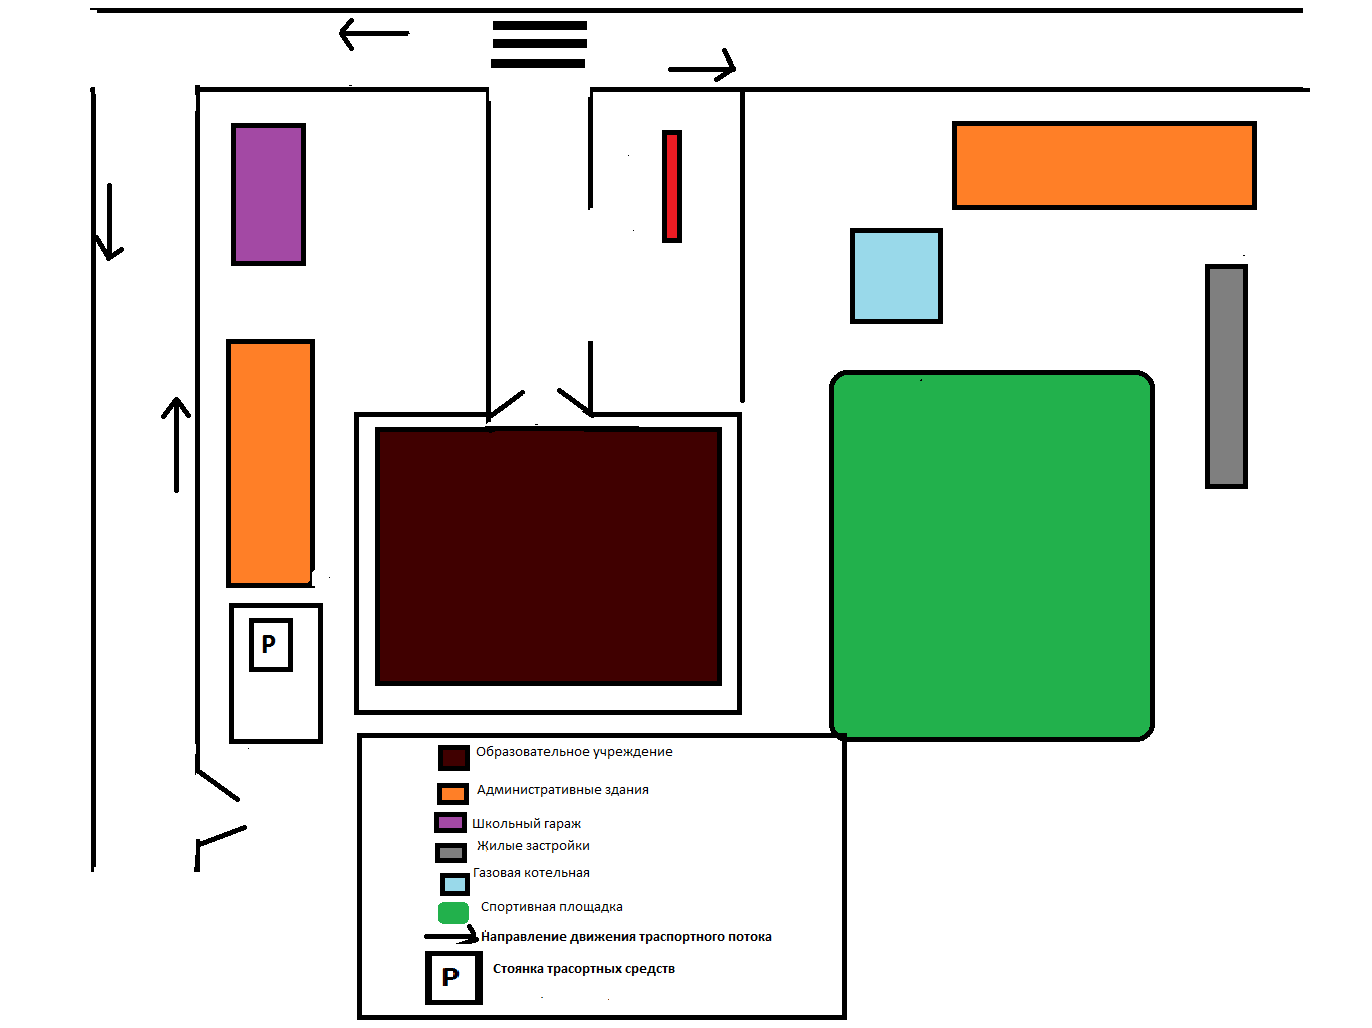 P
Образовательное учреждение
Административные здания
Школьный гараж
Жилые застройки
Газовая котельная
Спортивная площадка
Направление движения траспортного потока
P
Стоянка трасортных средств